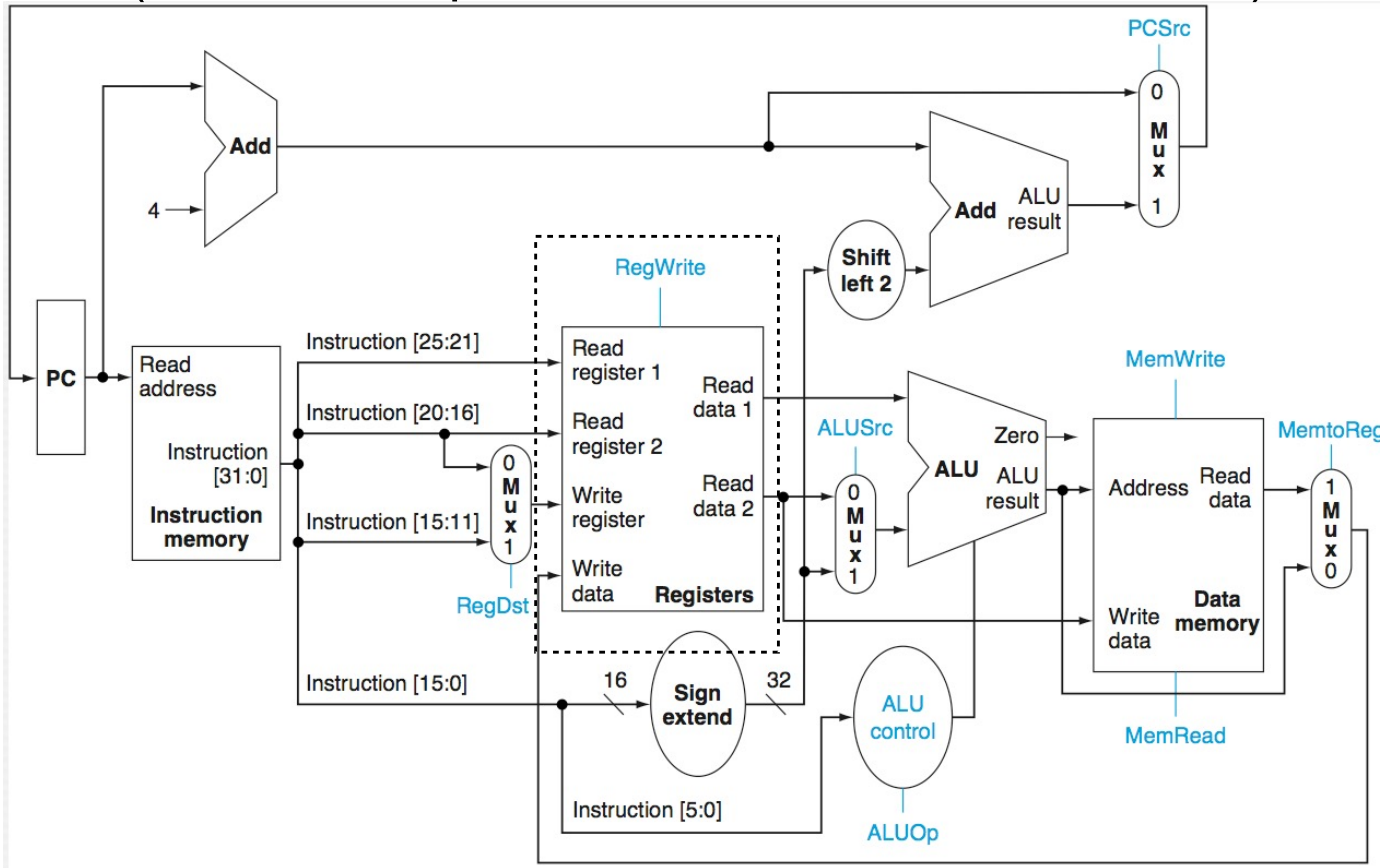 PCSrc
0
M
u
x
1
Add
4
Add
ALU
result
Shift
left 2
RegWrite
PC
Read
address
Instruction
[31:0]
Instruction
memory
Instruction [25:21]
Instruction [20:16]
Instruction [15:11]
Instruction [15:0]
0
M
u
x
1
RegDst
Read
register 1
Read
register 2
Write
register
Write
data
Read
data 1
Read
data 2
Registers
ALUSrc
0
M
u
x
1
Zero
ALU
ALU
result
MemWrite
Address
Read
data
Write
data
Data
memory
MemRead
MemtoReg
1
M
u
x
0
16
Sign
extend
32
ALU
control
Instruction [5:0]
ALUOp